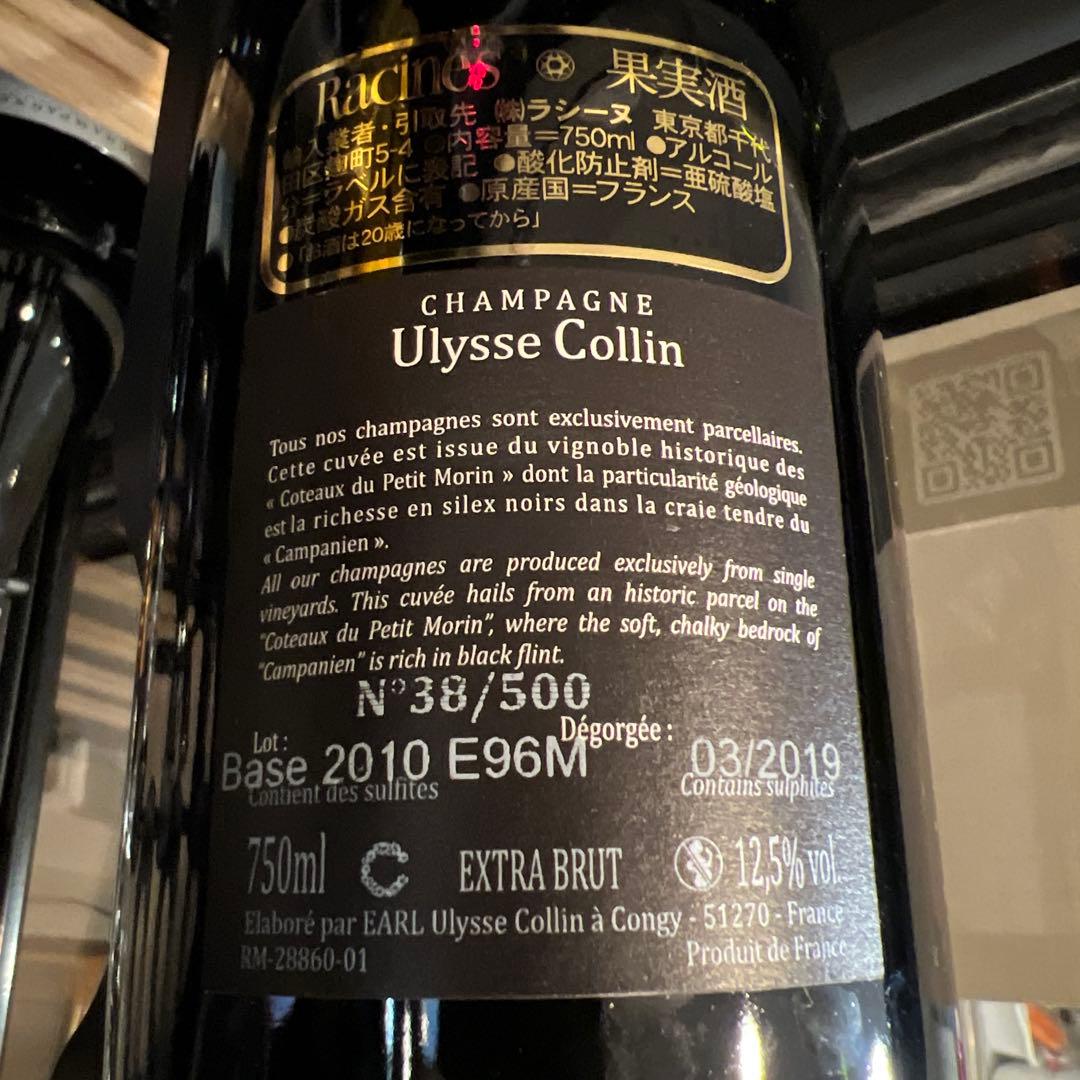 Racines 果実酒
輸入業者・引取先 ㈱ラシーヌ 東京都千代
田区麹町5-4 ●内容量=750ml ●アルコール
分=ラベルに表記 ●酸化防止剤=亜硫酸塩
●炭酸ガス含有 ●原産国=フランス
●「お酒は20歳になってから」
CHAMPAGNE
Ulysse Collin
Tous nos champagnes sont exclusivement parcellaires.
Cette cuvée est issue du vignoble historique des
« Coteaux du Petit Morin » dont la particularité géologique
est la richesse en silex noirs dans la craie tendre du
« Campanien ».
All our champagnes are produced exclusively from single
vineyards. This cuvée hails from an historic parcel on the
"Coteaux du Petit Morin", where the soft, chalky bedrock of
"Campanien" is rich in black flint.
N°38/500
Lot : Dégorgée :
Base 2010 E96M 03/2019
Contient des sulfites Contains sulphites
750ml EXTRA BRUT 12,5% vol.
Elaboré par EARL Ulysse Collin à Congy - 51270 - France
RM-28860-01 Produit de France